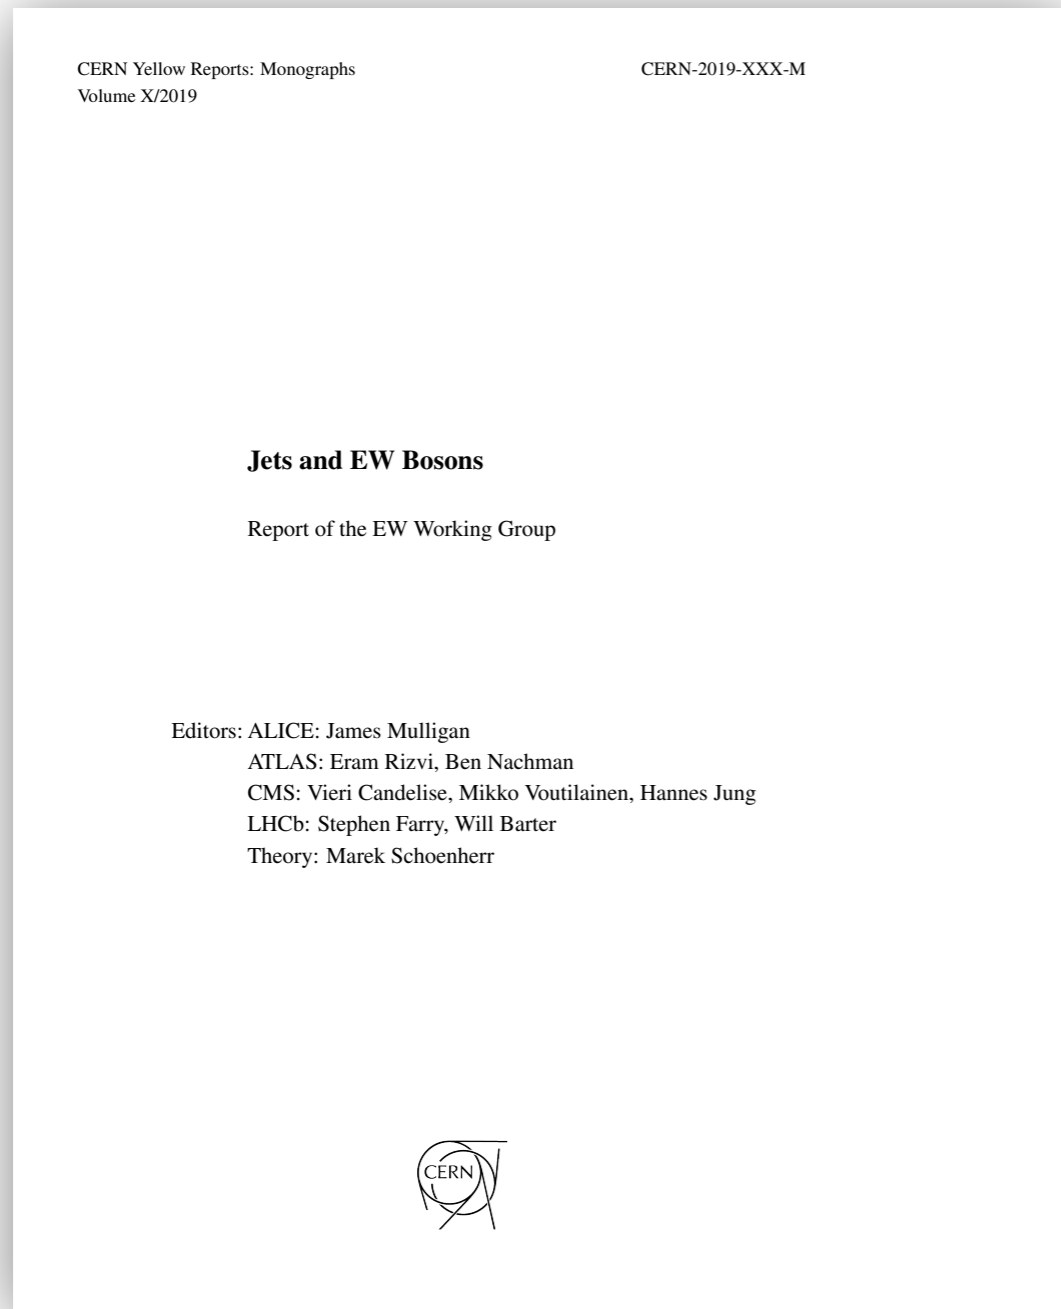 CERN Yellow Reports: Monographs CERN-2019-XXX-M
Volume X/2019
Jets and EW Bosons
Report of the EW Working Group
Editors: ALICE: James Mulligan
ATLAS: Eram Rizvi, Ben Nachman
CMS: Vieri Candelise, Mikko Voutilainen, Hannes Jung
LHCb: Stephen Farry, Will Barter
Theory: Marek Schoenherr
CERN